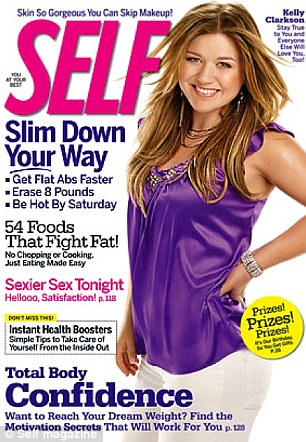 Skin So Gorgeous You Can Skip Makeup!
Kelly
Clarkson
Stay True
to You and
Everyone
Else Will
Love You,
Too!
YOU
AT YOUR
BEST
SELF
Slim Down
Your Way
Get Flat Abs Faster
Erase 8 Pounds
Be Hot By Saturday
54 Foods
That Fight Fat!
No Chopping or Cooking.
Just Eating Made Easy
Sexier Sex Tonight
Hellooo, Satisfaction! p.118
DON'T MISS THIS!
Instant Health Boosters
Simple Tips to Take Care of
Yourself From the Inside Out
Prizes!
Prizes!
Prizes!
It's Our Birthday,
So You Get Gifts
P.26
Total Body
Confidence
Want to Reach Your Dream Weight? Find the
Motivation Secrets That Will Work For You p.128
© Self magazine